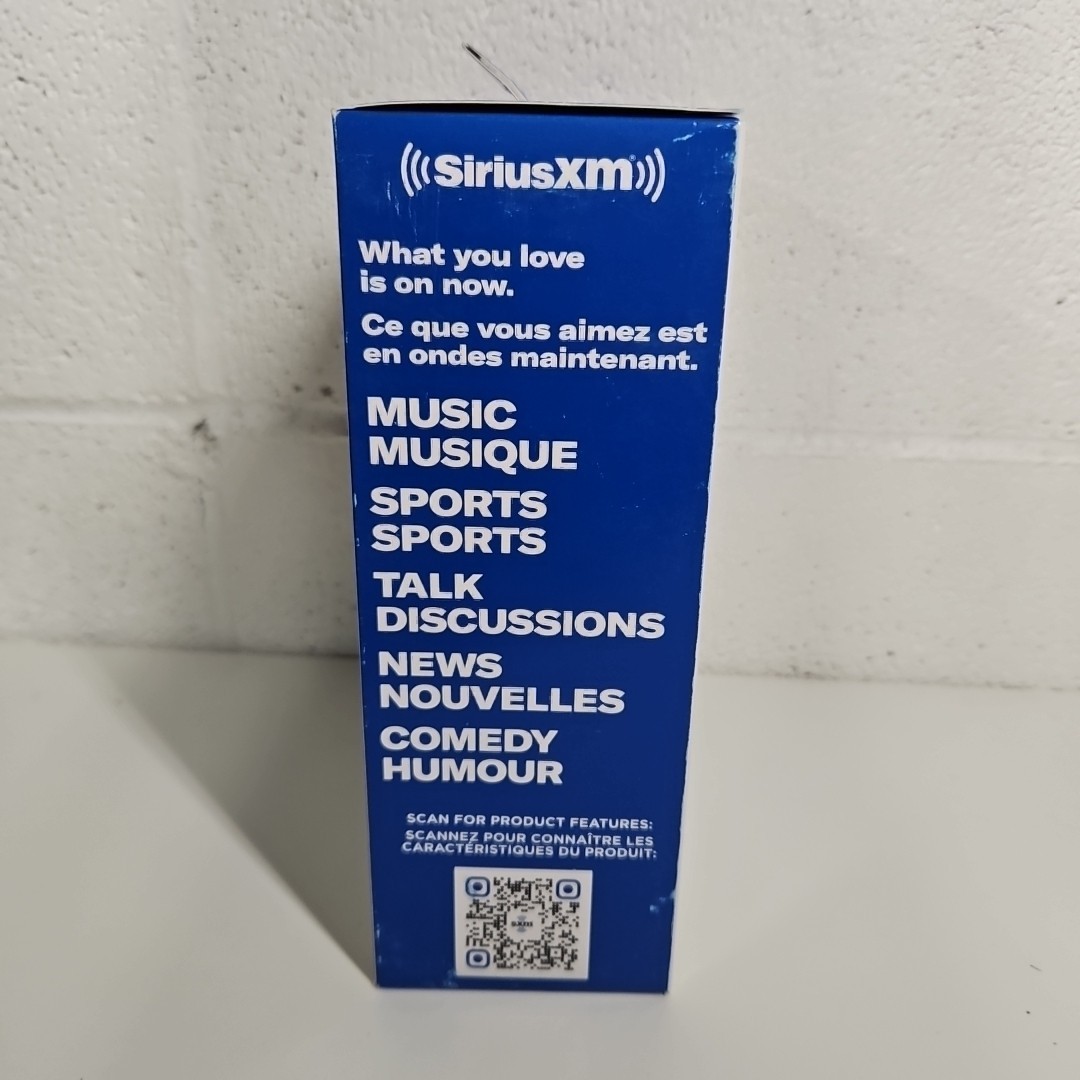 SiriusXM
What you love
is on now.
Ce que vous aimez est
en ondes maintenant.
MUSIC
MUSIQUE
SPORTS
SPORTS
TALK
DISCUSSIONS
NEWS
NOUVELLES
COMEDY
HUMOUR
SCAN FOR PRODUCT FEATURES:
SCANNEZ POUR CONNAÎTRE LES
CARACTÉRISTIQUES DU PRODUIT:
sxm